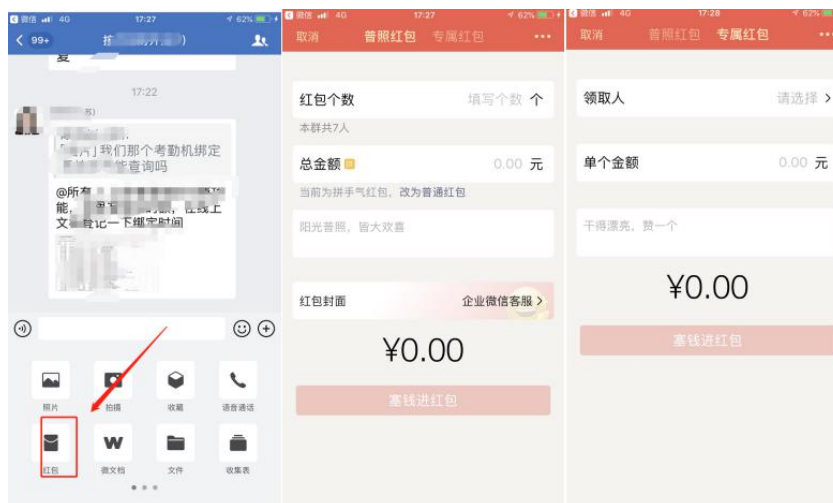 微信 4G 17:27 62%
99+
17:22
我们那个考勤机绑定
能查询吗
@所有
能,
文 登记一下绑定时间
照片 拍摄 收藏 语音通话
红包 微文档 文件 收集表
微信 4G 17:27 62%
取消 普照红包 专属红包
红包个数 填写个数 个
本群共7人
总金额 拼 0.00 元
当前为拼手气红包,改为普通红包
阳光普照,皆大欢喜
红包封面 企业微信客服
¥0.00
塞钱进红包
微信 4G 17:28 62%
取消 普照红包 专属红包
领取人 请选择
单个金额 0.00 元
干得漂亮,赞一个
¥0.00
塞钱进红包